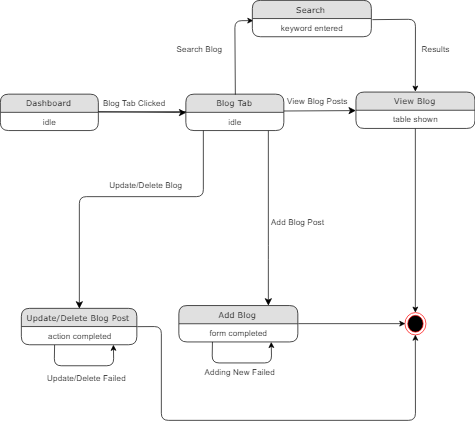 Search
keyword entered
Search Blog
Results
Dashboard
idle
Blog Tab Clicked
Blog Tab
idle
View Blog Posts
View Blog
table shown
Update/Delete Blog
Add Blog Post
Update/Delete Blog Post
action completed
Update/Delete Failed
Add Blog
form completed
Adding New Failed